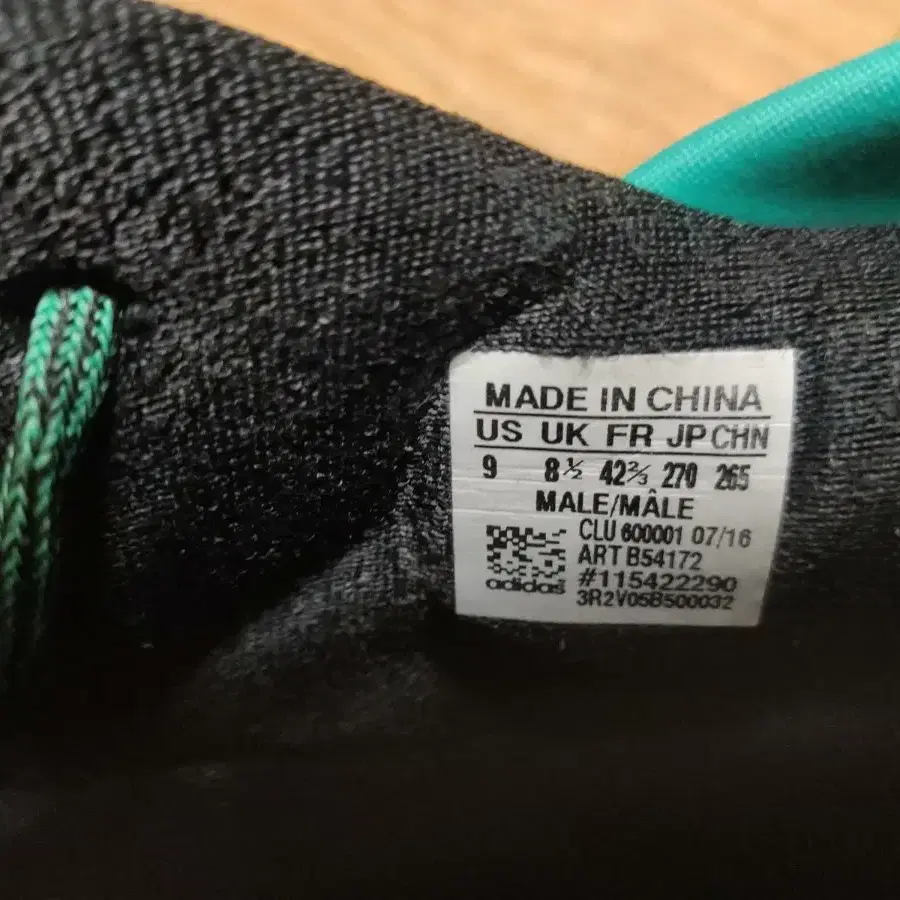 MADE IN CHINA
US UK FR JP CHN
9 8½ 42⅔ 270 265
MALE/MÂLE
CLU 600001 07/16
ART B54172
#115422290
adidas
3R2V05B500032